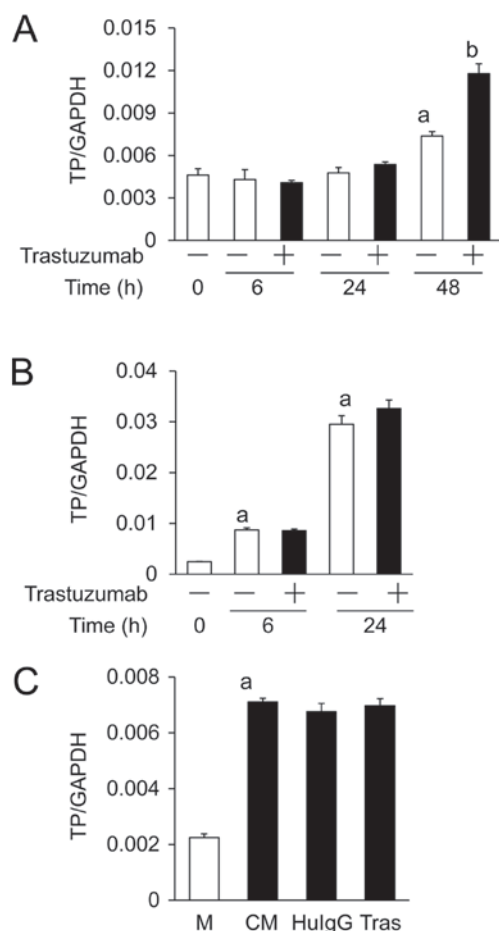 A
TP/GAPDH
0.015
0.012
0.009
0.006
0.003
0
a
b
Trastuzumab − − + − + − +
Time (h) 0 6 24 48
B
TP/GAPDH
0.04
0.03
0.02
0.01
0
a
a
Trastuzumab − − + − +
Time (h) 0 6 24
C
TP/GAPDH
0.008
0.006
0.004
0.002
0
a
M CM HuIgG Tras